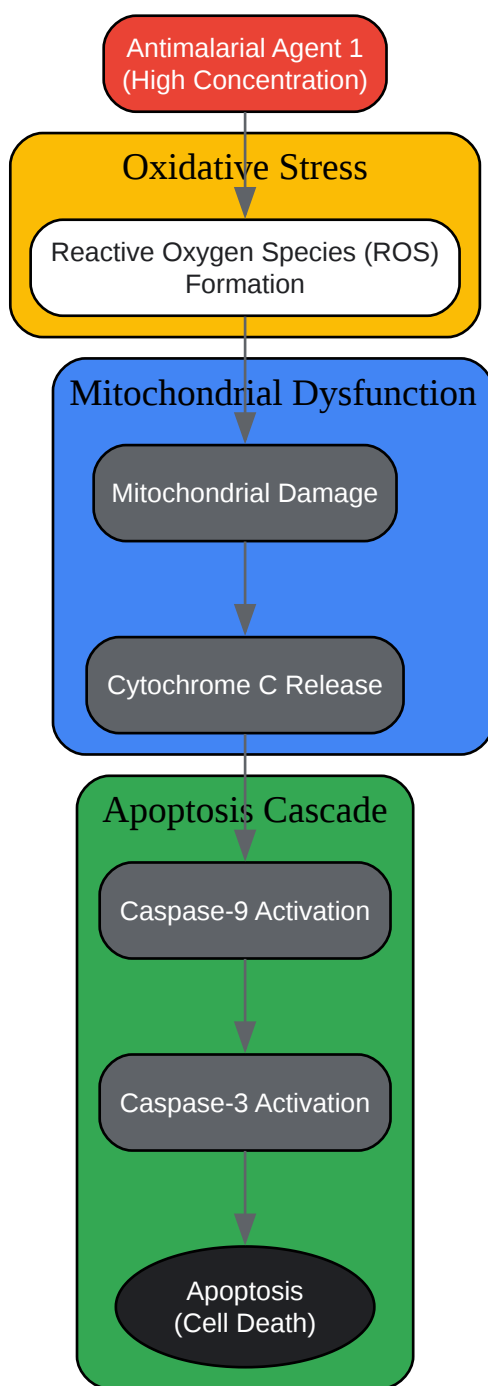 Antimalarial Agent 1
(High Concentration)
Oxidative Stress
Reactive Oxygen Species (ROS)
Formation
Mitochondrial Dysfunction
Mitochondrial Damage
Cytochrome C Release
Apoptosis Cascade
Caspase-9 Activation
Caspase-3 Activation
Apoptosis
(Cell Death)